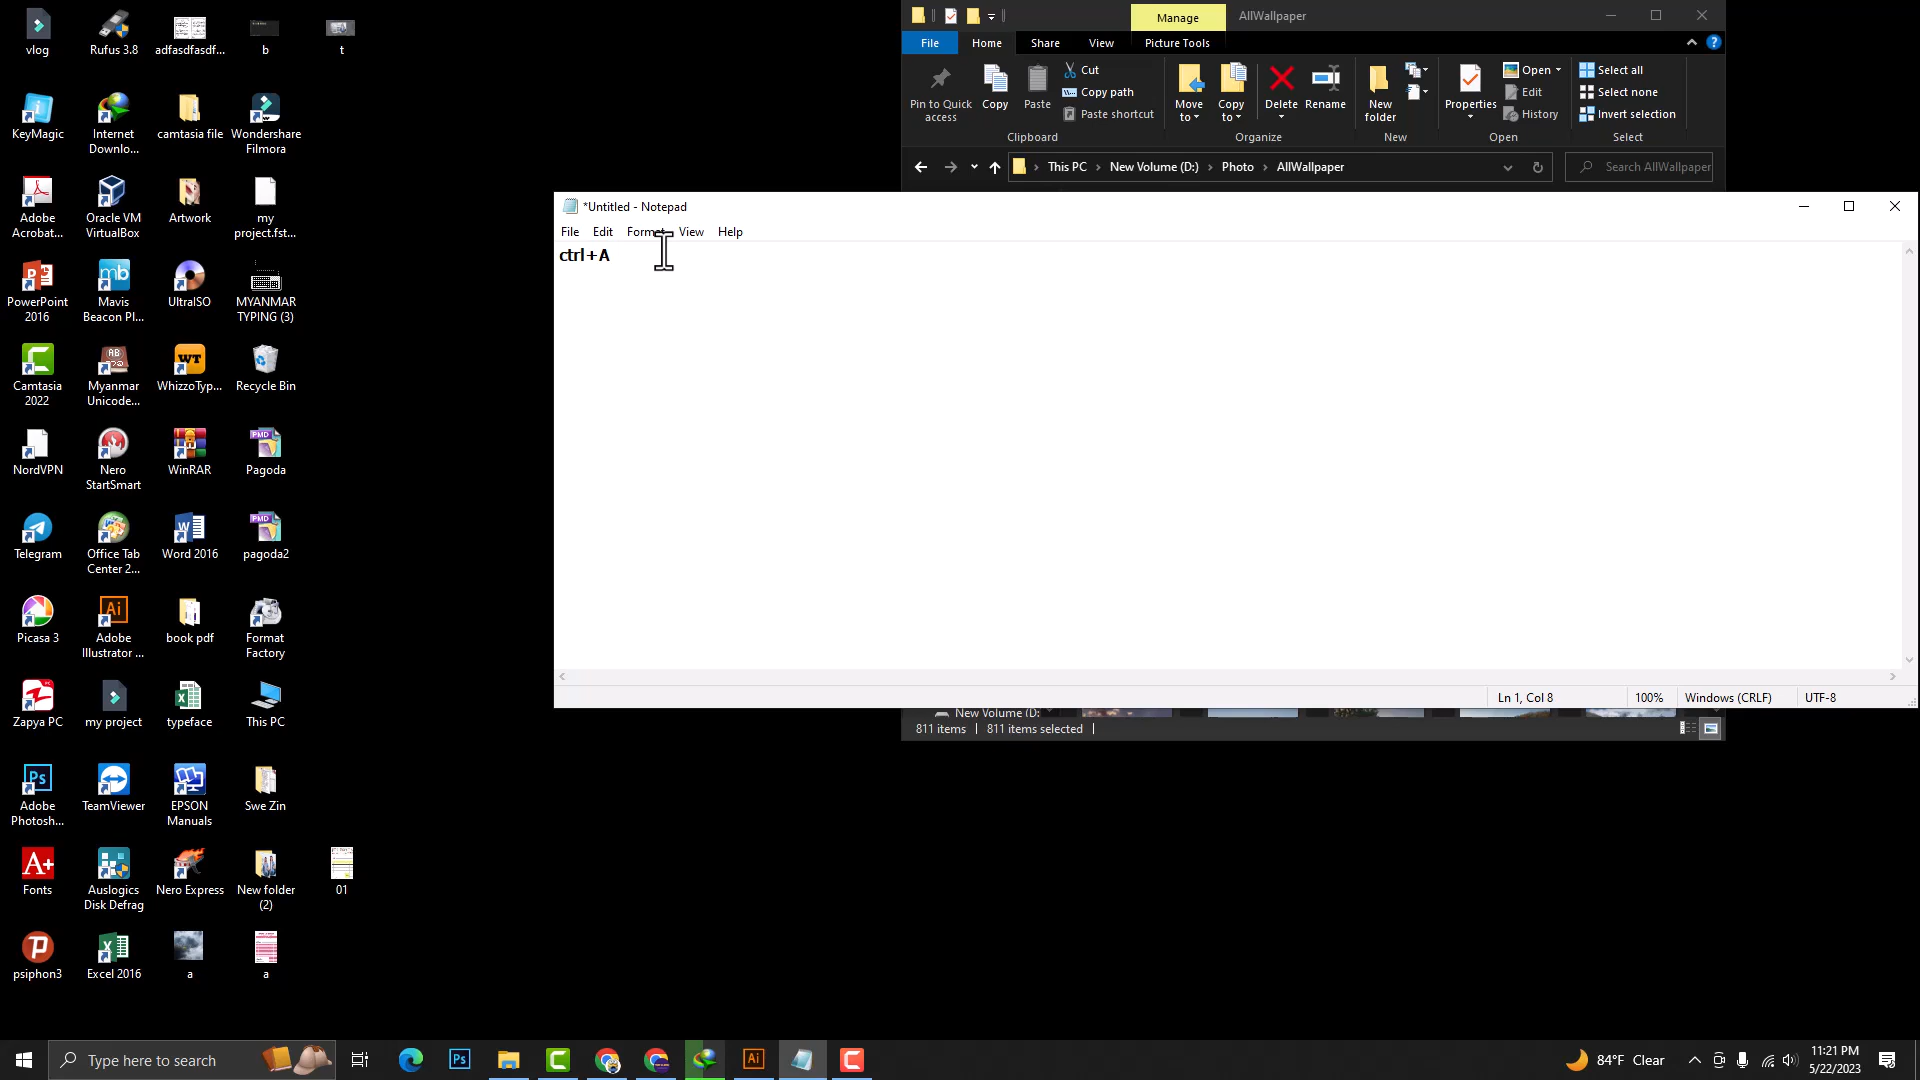 vlog
Rufus 3.8
adfasdfasdf...
b
t
KeyMagic
Internet Downlo...
camtasia file
Wondershare Filmora
Adobe Acrobat...
Oracle VM VirtualBox
Artwork
my project.fst...
PowerPoint 2016
Mavis Beacon Pl...
UltraISO
MYANMAR TYPING (3)
Camtasia 2022
Myanmar Unicode...
WhizzoTyp...
Recycle Bin
NordVPN
Nero StartSmart
WinRAR
Pagoda
Telegram
Office Tab Center 2...
Word 2016
pagoda2
Picasa 3
Adobe Illustrator ...
book pdf
Format Factory
Zapya PC
my project
typeface
This PC
Adobe Photosh...
TeamViewer
EPSON Manuals
Swe Zin
Fonts
Auslogics Disk Defrag
Nero Express
New folder (2)
01
psiphon3
Excel 2016
a
a
Manage
AllWallpaper
File
Home
Share
View
Picture Tools
Pin to Quick access
Copy
Paste
Cut
Copy path
Paste shortcut
Move to
Copy to
Delete
Rename
New folder
Properties
Open
Edit
History
Select all
Select none
Invert selection
Clipboard
Organize
New
Open
Select
This PC > New Volume (D:) > Photo > AllWallpaper
Search AllWallpaper
*Untitled - Notepad
File Edit Format View Help
ctrl+A
Ln 1, Col 8
100%
Windows (CRLF)
UTF-8
New Volume (D:
811 items
811 items selected
Type here to search
84°F Clear
11:21 PM
5/22/2023